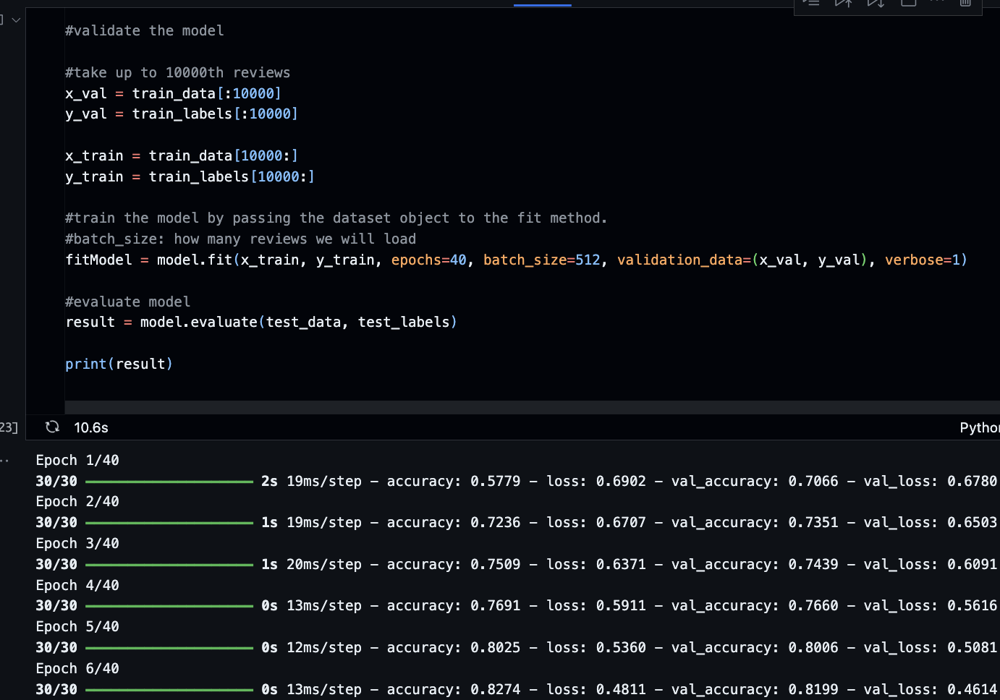 #validate the model
#take up to 10000th reviews
x_val = train_data[:10000]
y_val = train_labels[:10000]
x_train = train_data[10000:]
y_train = train_labels[10000:]
#train the model by passing the dataset object to the fit method.
#batch_size: how many reviews we will load
fitModel = model.fit(x_train, y_train, epochs=40, batch_size=512, validation_data=(x_val, y_val), verbose=1)
#evaluate model
result = model.evaluate(test_data, test_labels)
print(result)
23] 10.6s Python
Epoch 1/40
30/30 ━━━━━━━━━━━━━━━━━━━━ 2s 19ms/step - accuracy: 0.5779 - loss: 0.6902 - val_accuracy: 0.7066 - val_loss: 0.6780
Epoch 2/40
30/30 ━━━━━━━━━━━━━━━━━━━━ 1s 19ms/step - accuracy: 0.7236 - loss: 0.6707 - val_accuracy: 0.7351 - val_loss: 0.6503
Epoch 3/40
30/30 ━━━━━━━━━━━━━━━━━━━━ 1s 20ms/step - accuracy: 0.7509 - loss: 0.6371 - val_accuracy: 0.7439 - val_loss: 0.6091
Epoch 4/40
30/30 ━━━━━━━━━━━━━━━━━━━━ 0s 13ms/step - accuracy: 0.7691 - loss: 0.5911 - val_accuracy: 0.7660 - val_loss: 0.5616
Epoch 5/40
30/30 ━━━━━━━━━━━━━━━━━━━━ 0s 12ms/step - accuracy: 0.8025 - loss: 0.5360 - val_accuracy: 0.8006 - val_loss: 0.5081
Epoch 6/40
30/30 ━━━━━━━━━━━━━━━━━━━━ 0s 13ms/step - accuracy: 0.8274 - loss: 0.4811 - val_accuracy: 0.8199 - val_loss: 0.4614